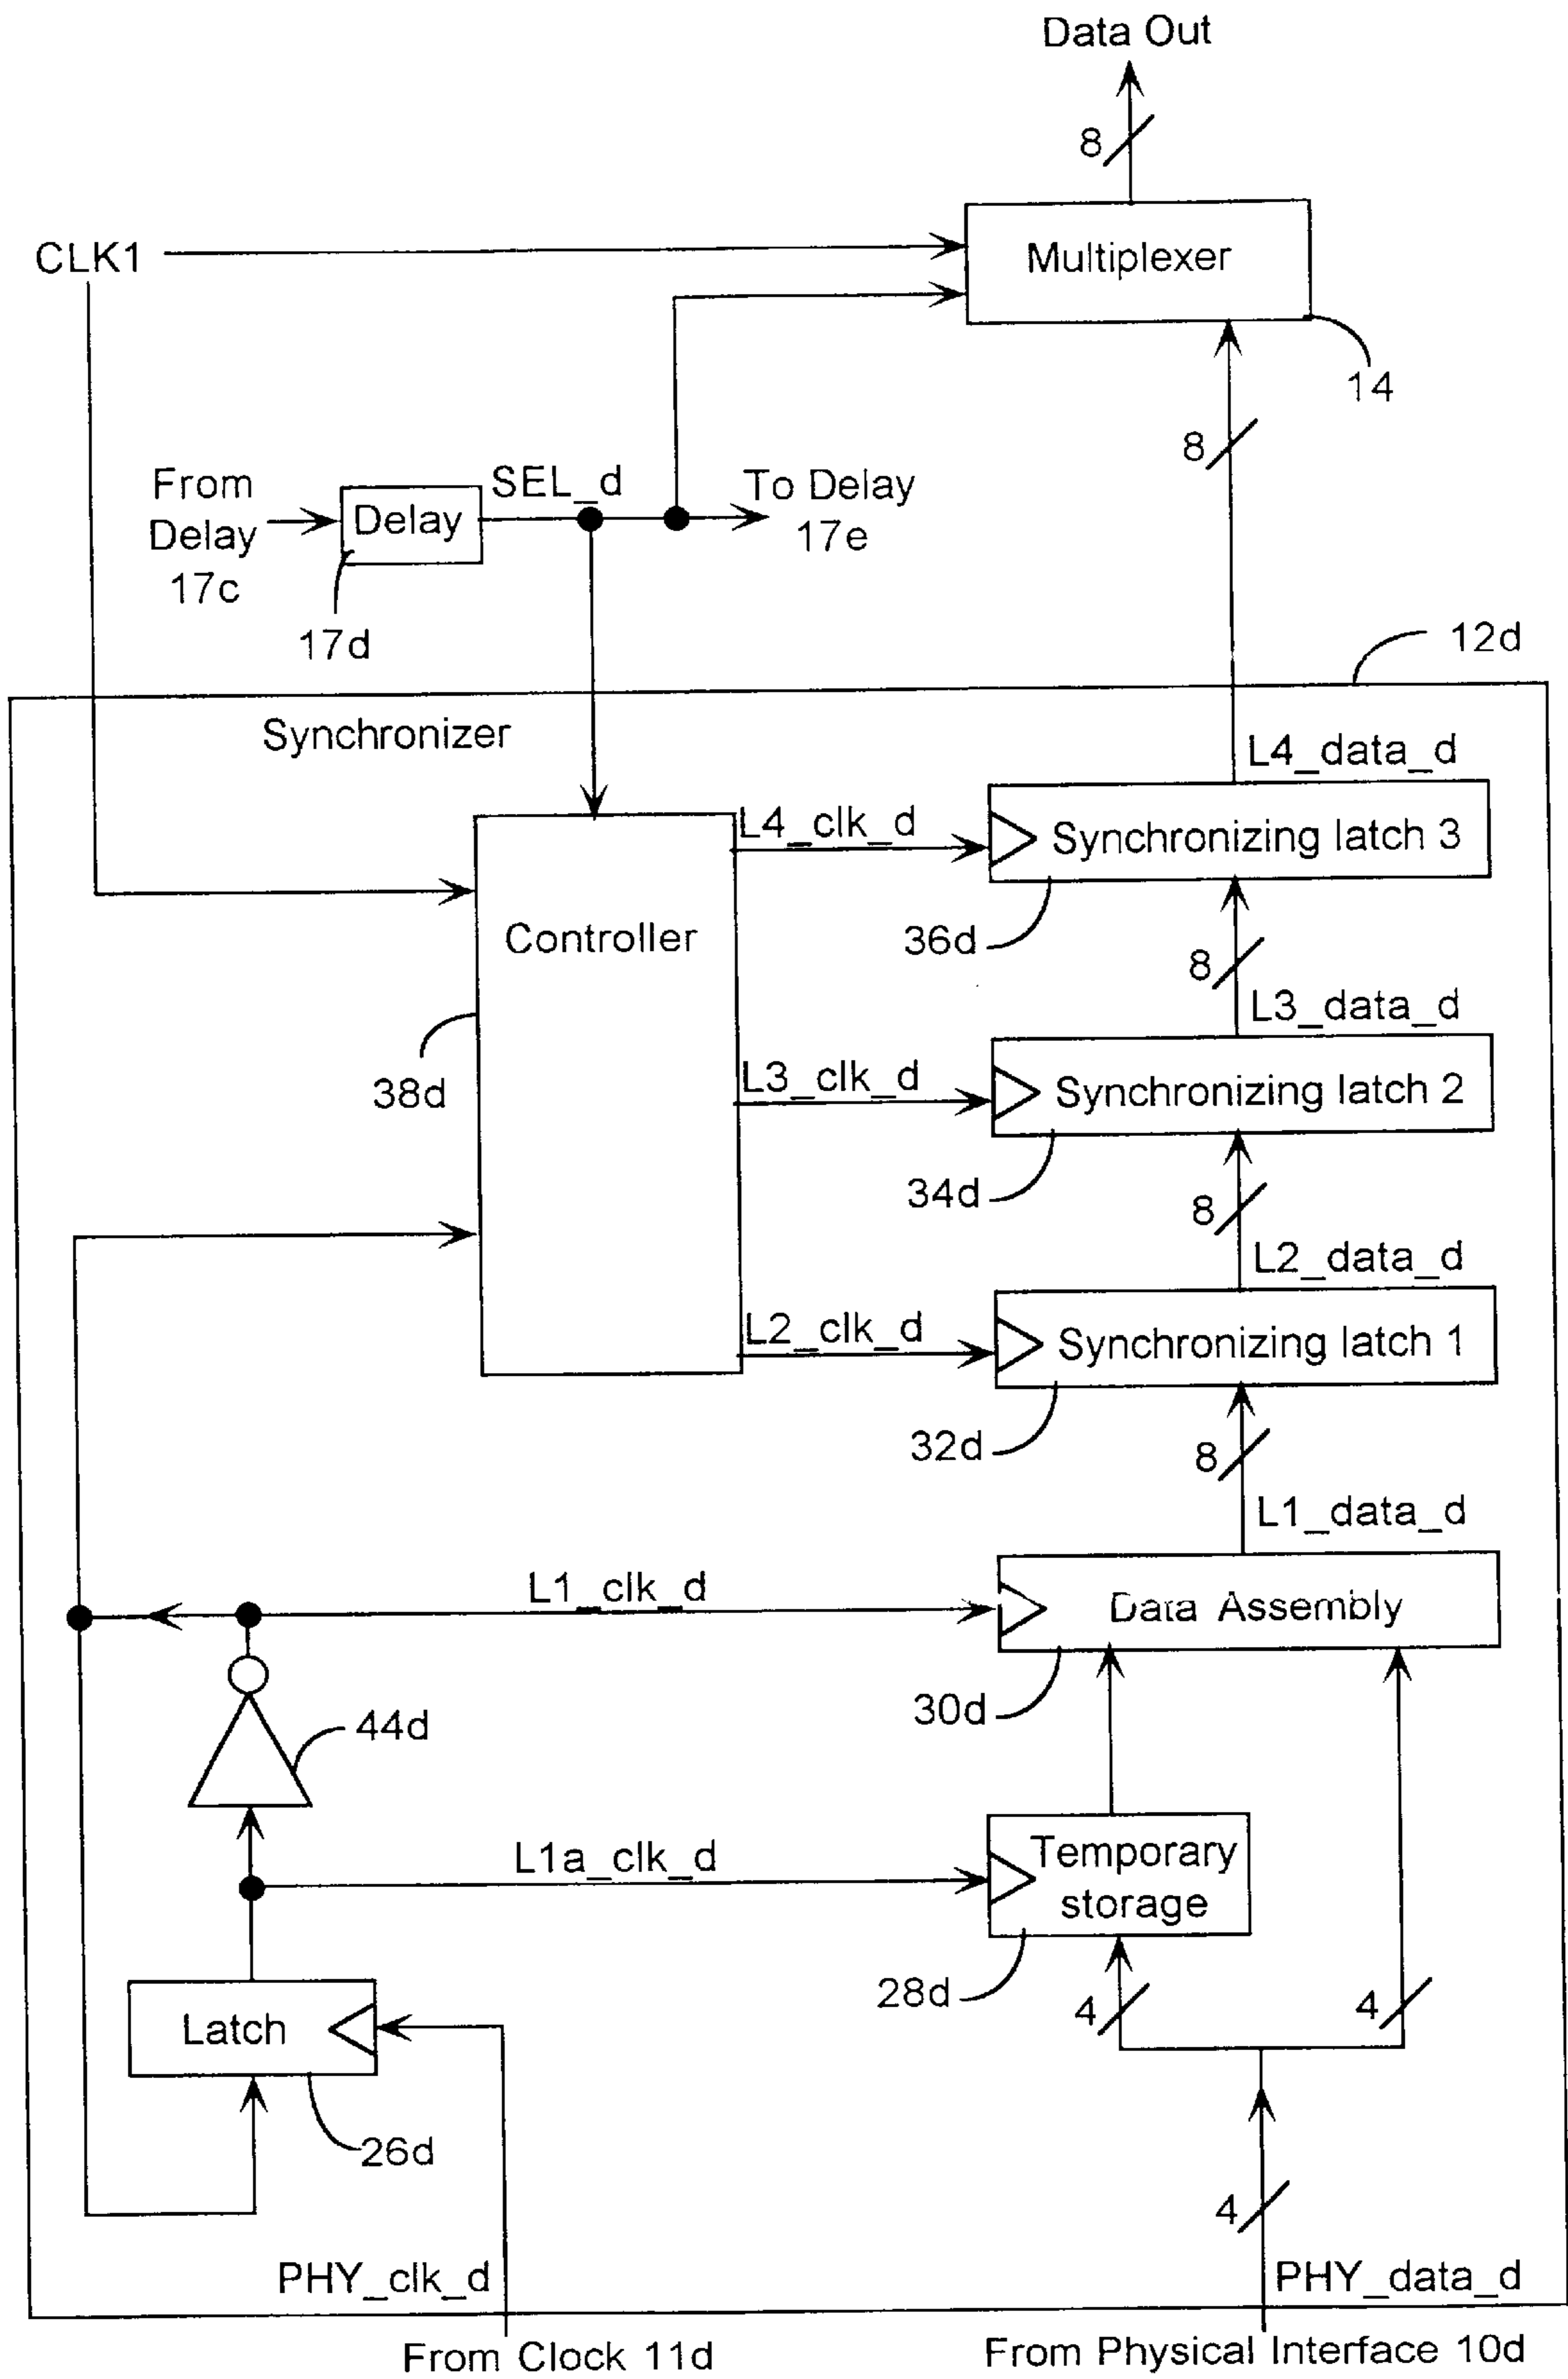 Data Out
8
CLK1
Multiplexer
14
8
From
Delay
17c
Delay
SEL_d
To Delay
17e
17d
12d
Synchronizer
L4_data_d
L4_clk_d
Synchronizing latch 3
36d
Controller
8
L3_data_d
38d
L3_clk_d
Synchronizing latch 2
34d
8
L2_data_d
L2_clk_d
Synchronizing latch 1
32d
8
L1_data_d
L1_clk_d
Data Assembly
30d
44d
L1a_clk_d
Temporary
storage
28d
4
4
Latch
26d
4
PHY_clk_d
PHY_data_d
From Clock 11d
From Physical Interface 10d